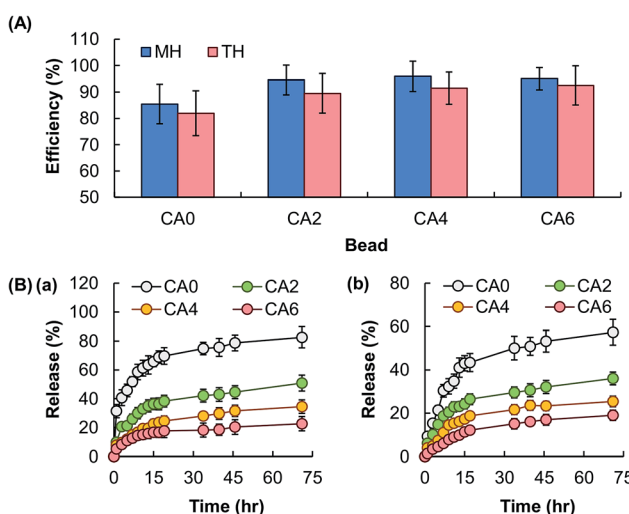 (A)
Efficiency (%)
110
100
90
80
70
60
50
MH TH
CA0 CA2 CA4 CA6
Bead
(B) (a)
Release (%)
120
100
80
60
40
20
0
CA0 CA2
CA4 CA6
0 15 30 45 60 75
Time (hr)
(b)
Release (%)
80
60
40
20
0
CA0 CA2
CA4 CA6
0 15 30 45 60 75
Time (hr)